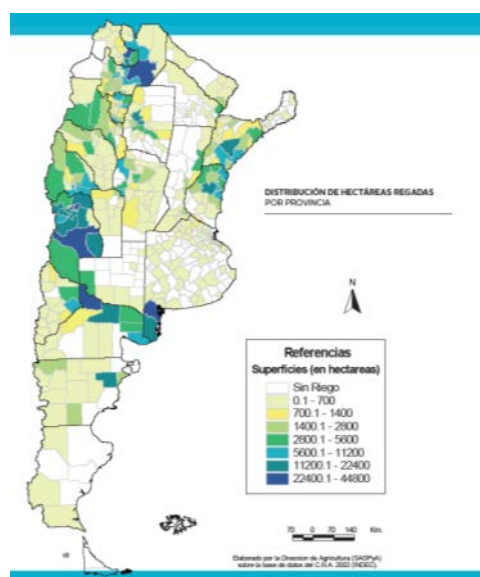 DISTRIBUCIÓN DE HECTÁREAS REGADAS
POR PROVINCIA
N
Referencias
Superficies (en hectareas)
Sin Riego
0.1 - 700
700.1 - 1400
1400.1 - 2800
2800.1 - 5600
5600.1 - 11200
11200.1 - 22400
22400.1 - 44800
70 0 70 140 Km.
Elaborado por la Direccion de Agricultura (SAGPyA)
sobre la base de datos del C.N.A. 2002 (INDEC).